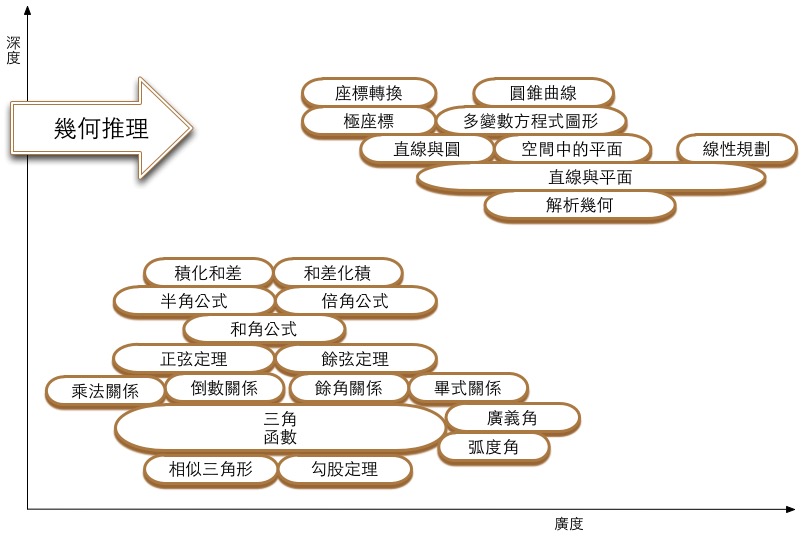 深
度
幾何推理
座標轉換
圓錐曲線
極座標
多變數方程式圖形
直線與圓
空間中的平面
線性規劃
直線與平面
解析幾何
積化和差
和差化積
半角公式
倍角公式
和角公式
正弦定理
餘弦定理
乘法關係
倒數關係
餘角關係
畢式關係
三角
函數
廣義角
弧度角
相似三角形
勾股定理
廣度